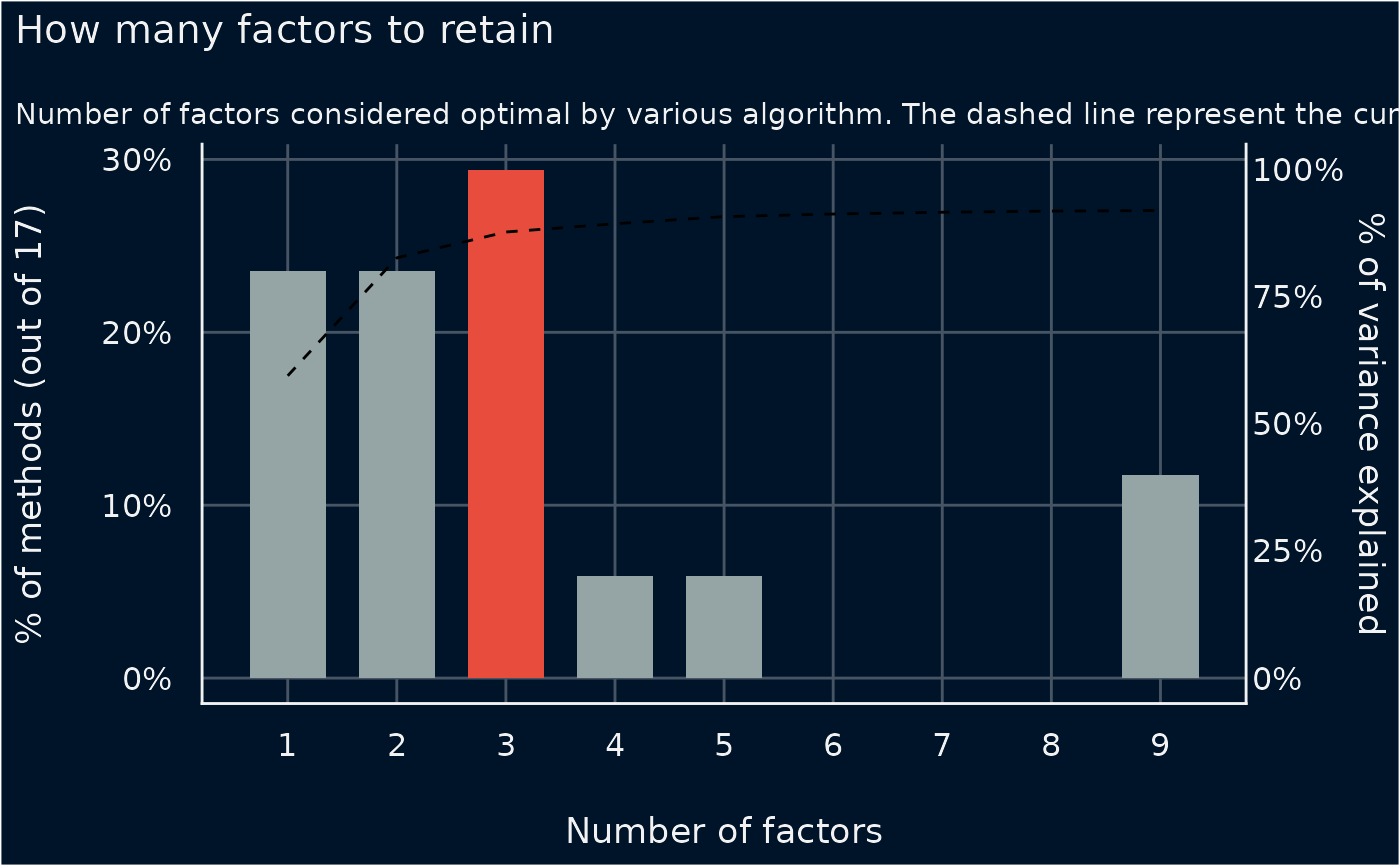 How many factors to retain
Number of factors considered optimal by various algorithm. The dashed line represent the cu
% of methods (out of 17)
30%
20%
10%
0%
100%
75%
50%
25%
0%
% of variance explained
1 2 3 4 5 6 7 8 9
Number of factors